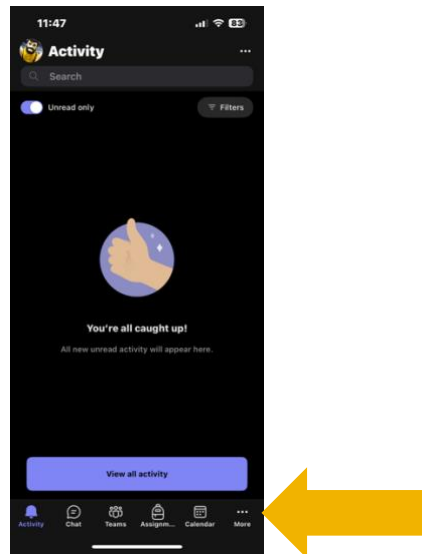 11:47 83
Activity
Search
Unread only Filters
You're all caught up!
All new unread activity will appear here.
View all activity
Activity Chat Teams Assignm... Calendar More